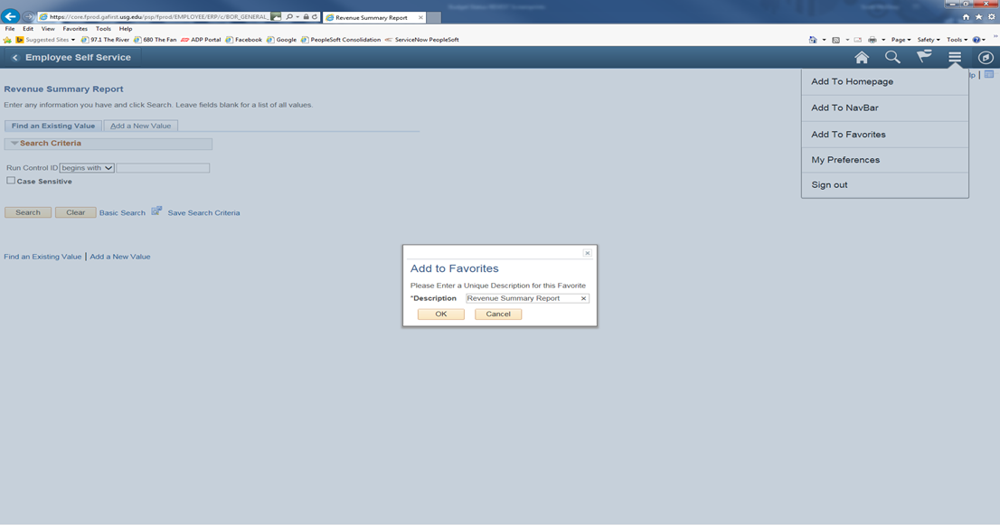 https://core.fprod.gafirst.usg.edu/psp/fprod/EMPLOYEE/ERP/c/BOR_GENERAL_
Revenue Summary Report
File Edit View Favorites Tools Help
Suggested Sites 97.1 The River 680 The Fan ADP Portal Facebook Google PeopleSoft Consolidation ServiceNow PeopleSoft
Page Safety Tools
Employee Self Service
Add To Homepage
Add To NavBar
Add To Favorites
My Preferences
Sign out
Revenue Summary Report
Enter any information you have and click Search. Leave fields blank for a list of all values.
Find an Existing Value Add a New Value
Search Criteria
Run Control ID begins with
Case Sensitive
Search Clear Basic Search Save Search Criteria
Find an Existing Value | Add a New Value
Add to Favorites
Please Enter a Unique Description for this Favorite
*Description Revenue Summary Report
OK Cancel